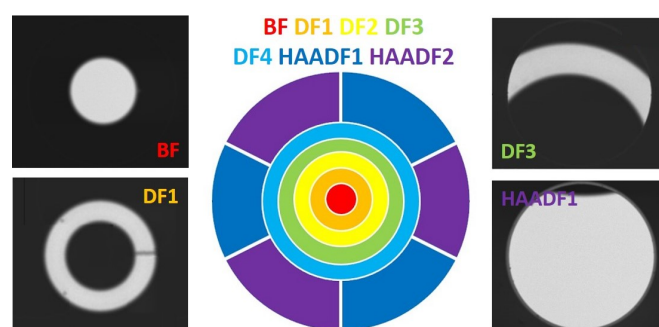 BF DF1 DF2 DF3
DF4 HAADF1 HAADF2
BF
DF1
DF3
HAADF1